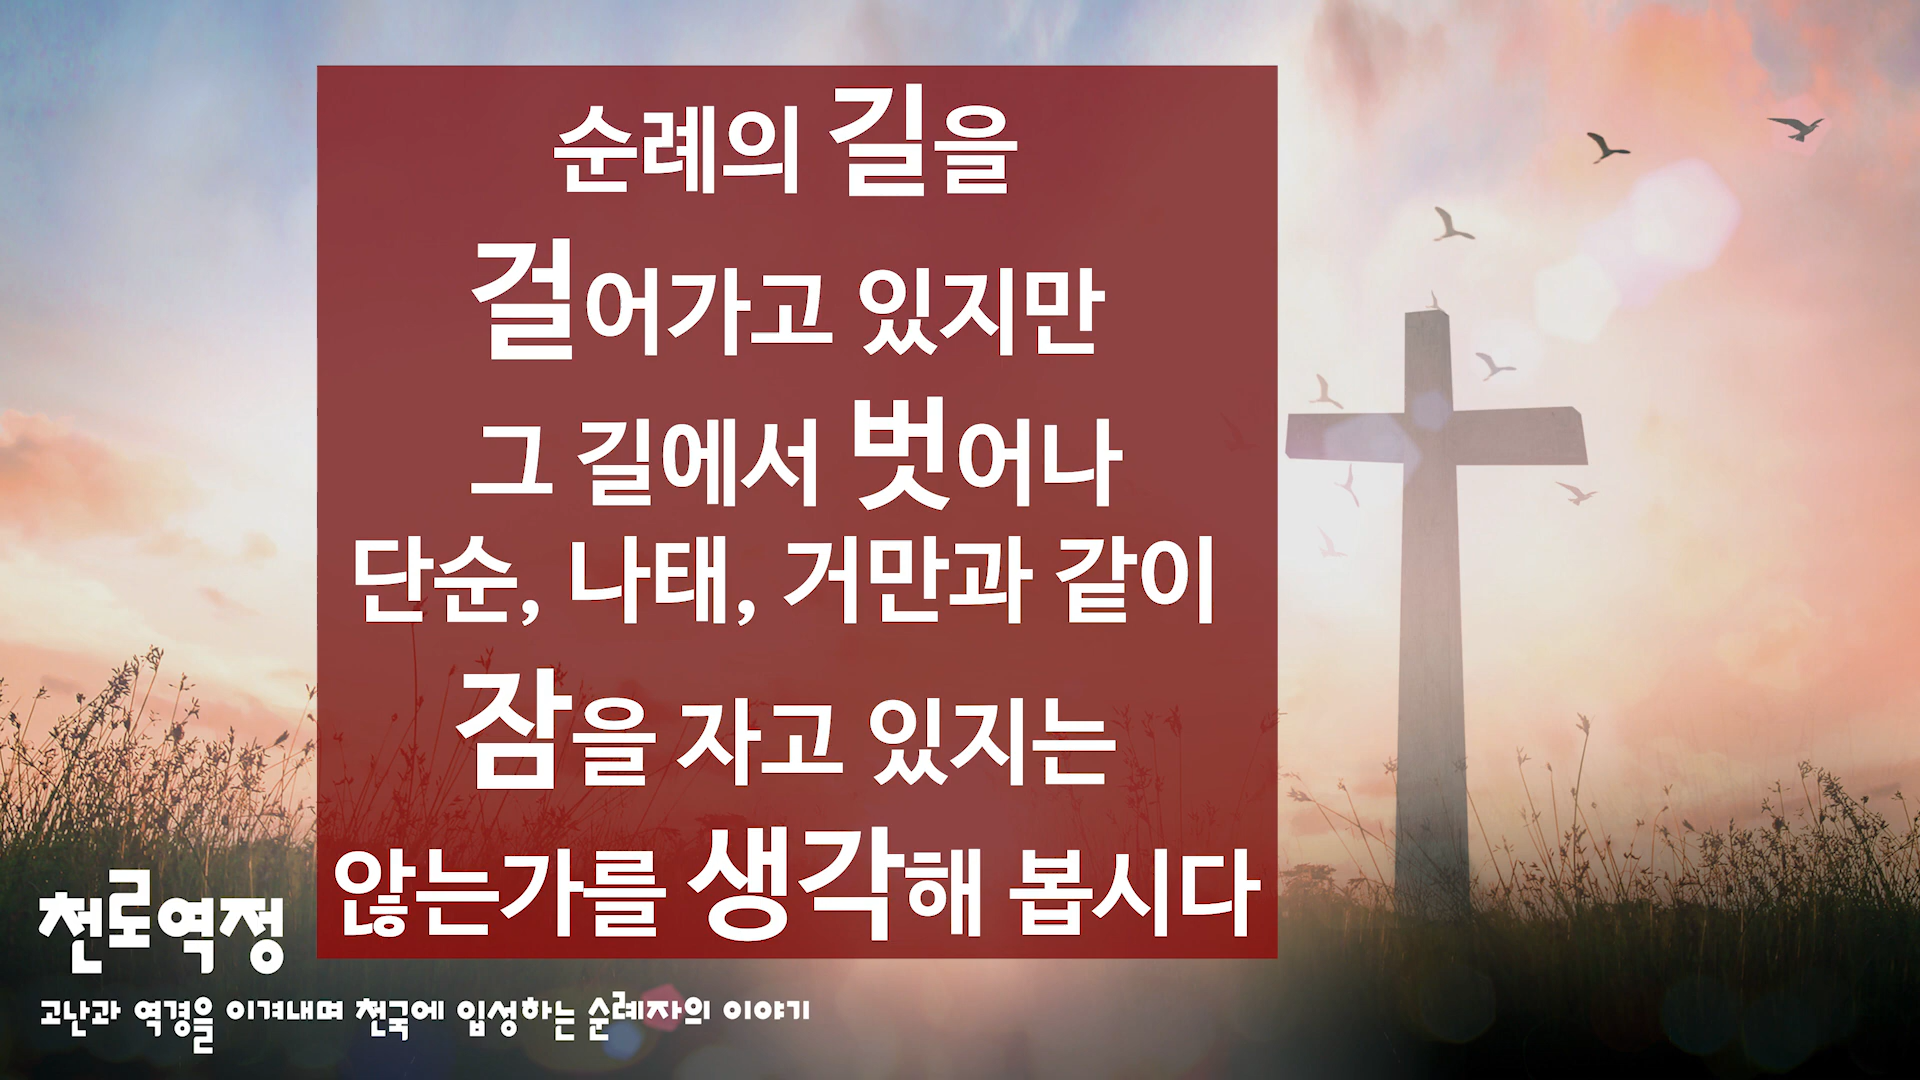 순례의 길을
걸어가고 있지만
그 길에서 벗어나
단순, 나태, 거만과 같이
잠을 자고 있지는
않는가를 생각해 봅시다
천로역정
고난과 역경을 이겨내며 천국에 입성하는 순례자의 이야기